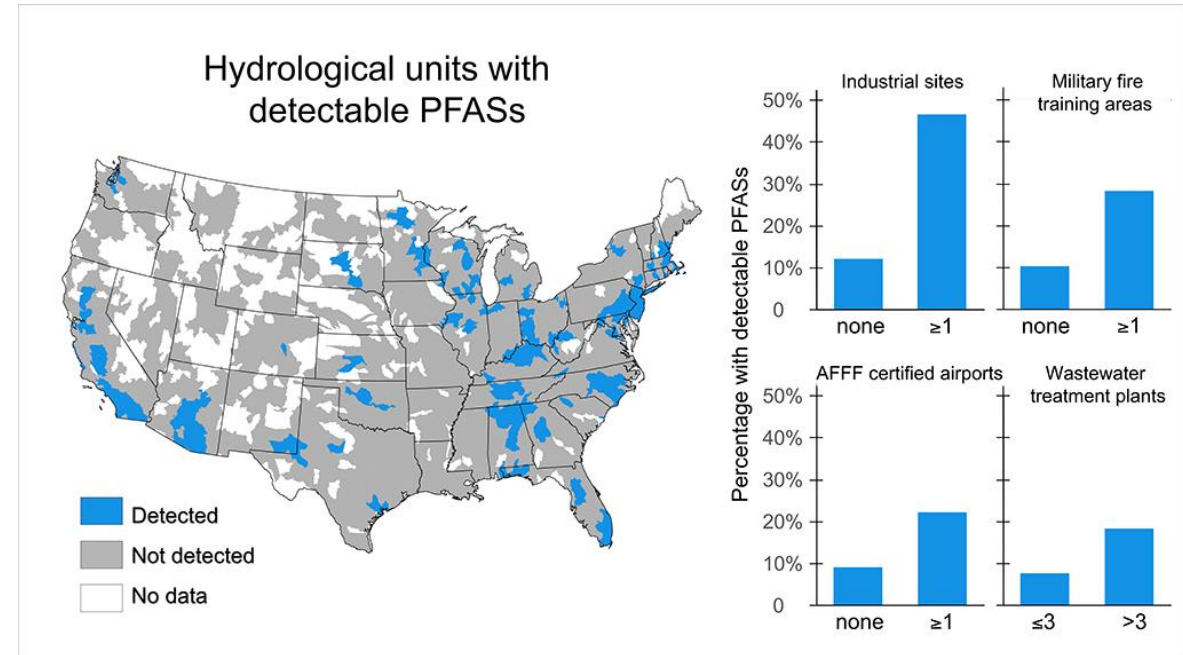 Hydrological units with
detectable PFASs
Detected
Not detected
No data
Percentage with detectable PFASs
Industrial sites
50%
40%
30%
20%
10%
0
none
≥1
Military fire
training areas
none
≥1
AFFF certified airports
50%
40%
30%
20%
10%
0
none
≥1
Wastewater
treatment plants
≤3
>3